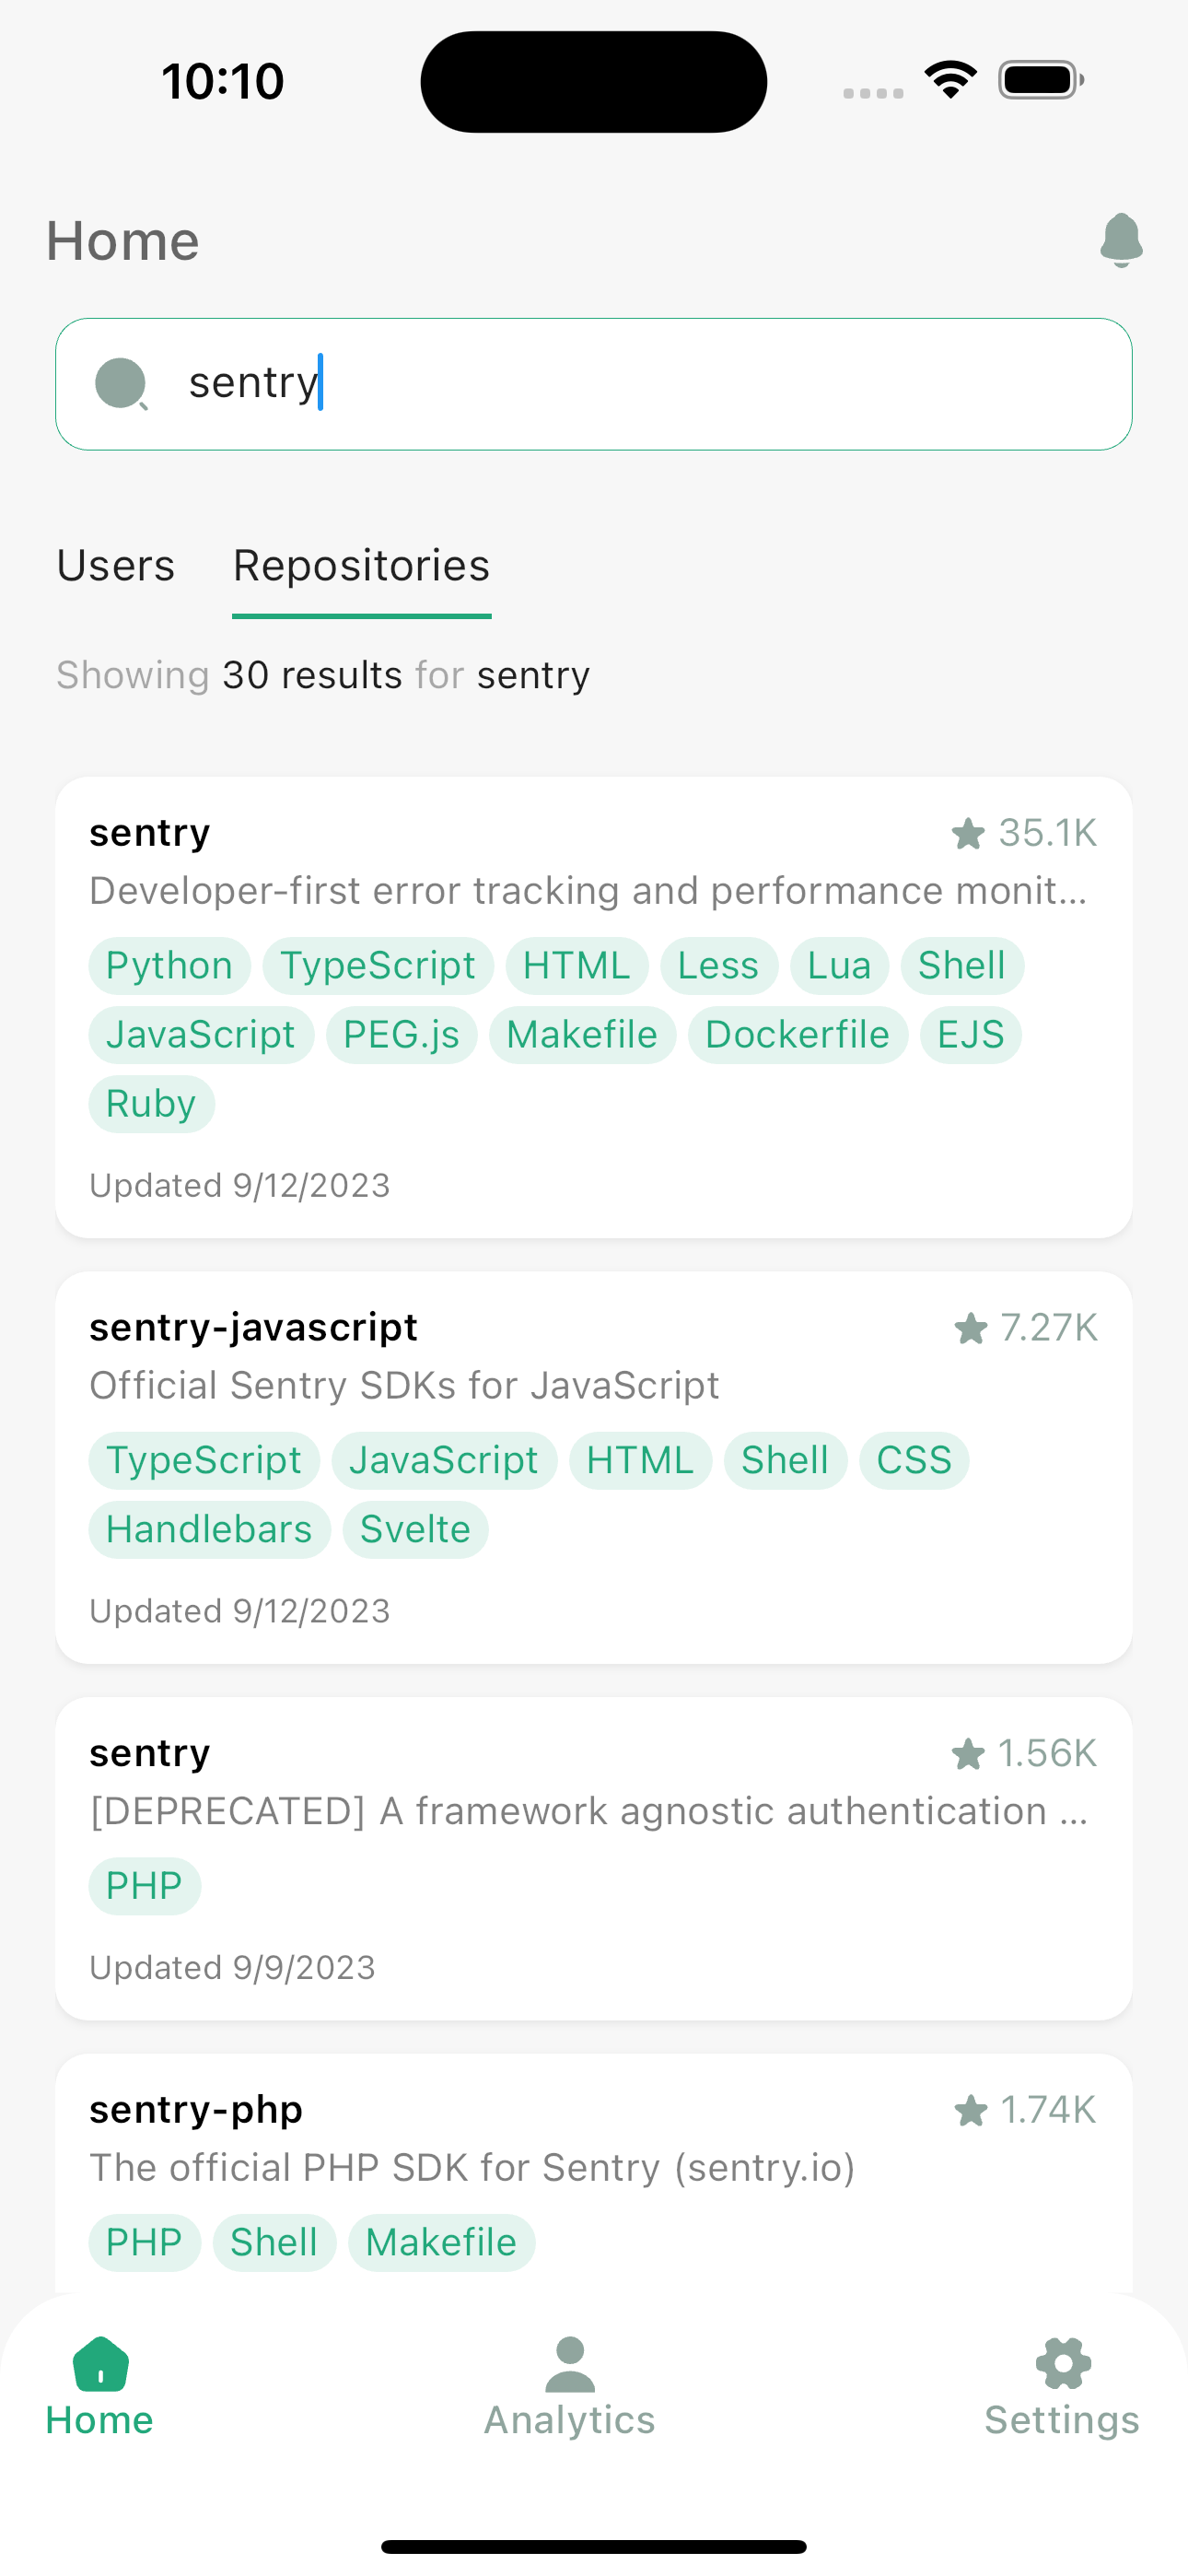 10:10
Home
sentry
Users Repositories
Showing 30 results for sentry
sentry 35.1K
Developer-first error tracking and performance monit...
Python TypeScript HTML Less Lua Shell
JavaScript PEG.js Makefile Dockerfile EJS
Ruby
Updated 9/12/2023
sentry-javascript 7.27K
Official Sentry SDKs for JavaScript
TypeScript JavaScript HTML Shell CSS
Handlebars Svelte
Updated 9/12/2023
sentry 1.56K
[DEPRECATED] A framework agnostic authentication ...
PHP
Updated 9/9/2023
sentry-php 1.74K
The official PHP SDK for Sentry (sentry.io)
PHP Shell Makefile
Home Analytics Settings